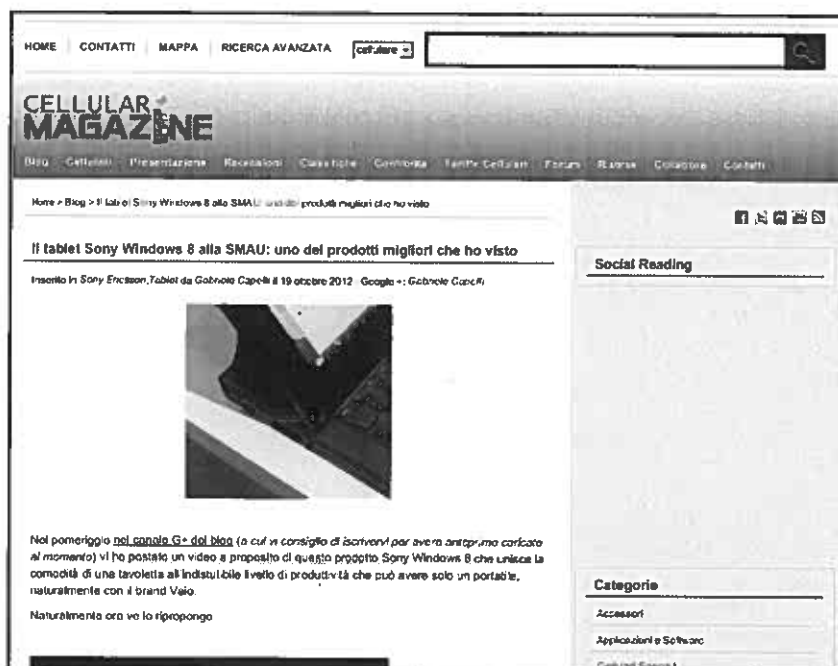 HOME CONTATTI MAPPA RICERCA AVANZATA cellulare
CELLULAR
MAGAZINE
Blog Cellulari Presentazione Recensioni Classifiche Confronta Tariffe Cellulari Forum Rubrica Contatti
Home > Blog > Il tablet Sony Windows 8 alla SMAU: uno dei prodotti migliori che ho visto
Il tablet Sony Windows 8 alla SMAU: uno dei prodotti migliori che ho visto
Inserito in Sony Ericsson,Tablet da Gabriele Capelli il 19 ottobre 2012 Google +: Gabriele Capelli
Social Reading
Nel pomeriggio nel canale G+ del blog (a cui vi consiglio di iscrivervi per avere anteprime caricate
al momento) vi ho postato un video a proposito di questo prodotto Sony Windows 8 che unisce la
comodità di una tavoletta all'indistutibile livello di produttività che può avere solo un portatile,
naturalmente con il brand Vaio.
Naturalmente ora ve lo ripropongo
Categorie
Accessori
Applicazioni e Software